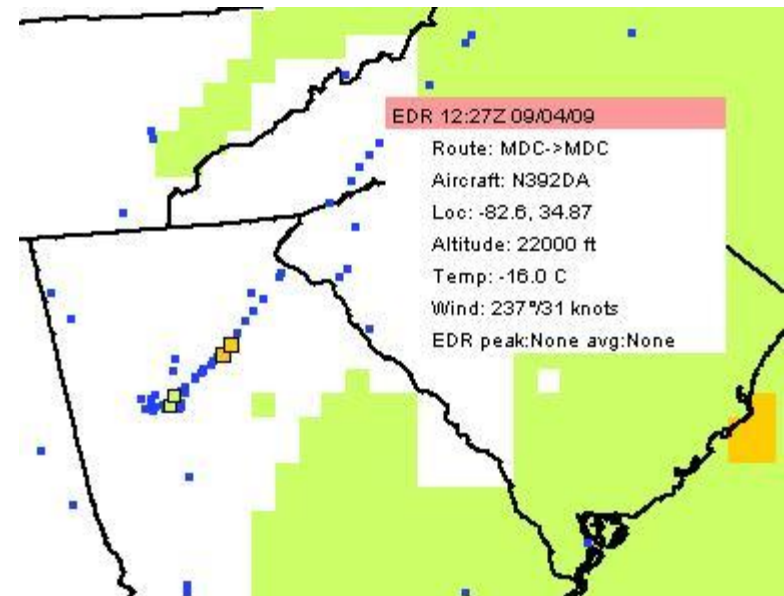 EDR 12:27Z 09/04/09
Route: MDC->MDC
Aircraft: N392DA
Loc: -82.6, 34.87
Altitude: 22000 ft
Temp: -16.0 C
Wind: 237°/31 knots
EDR peak:None avg:None